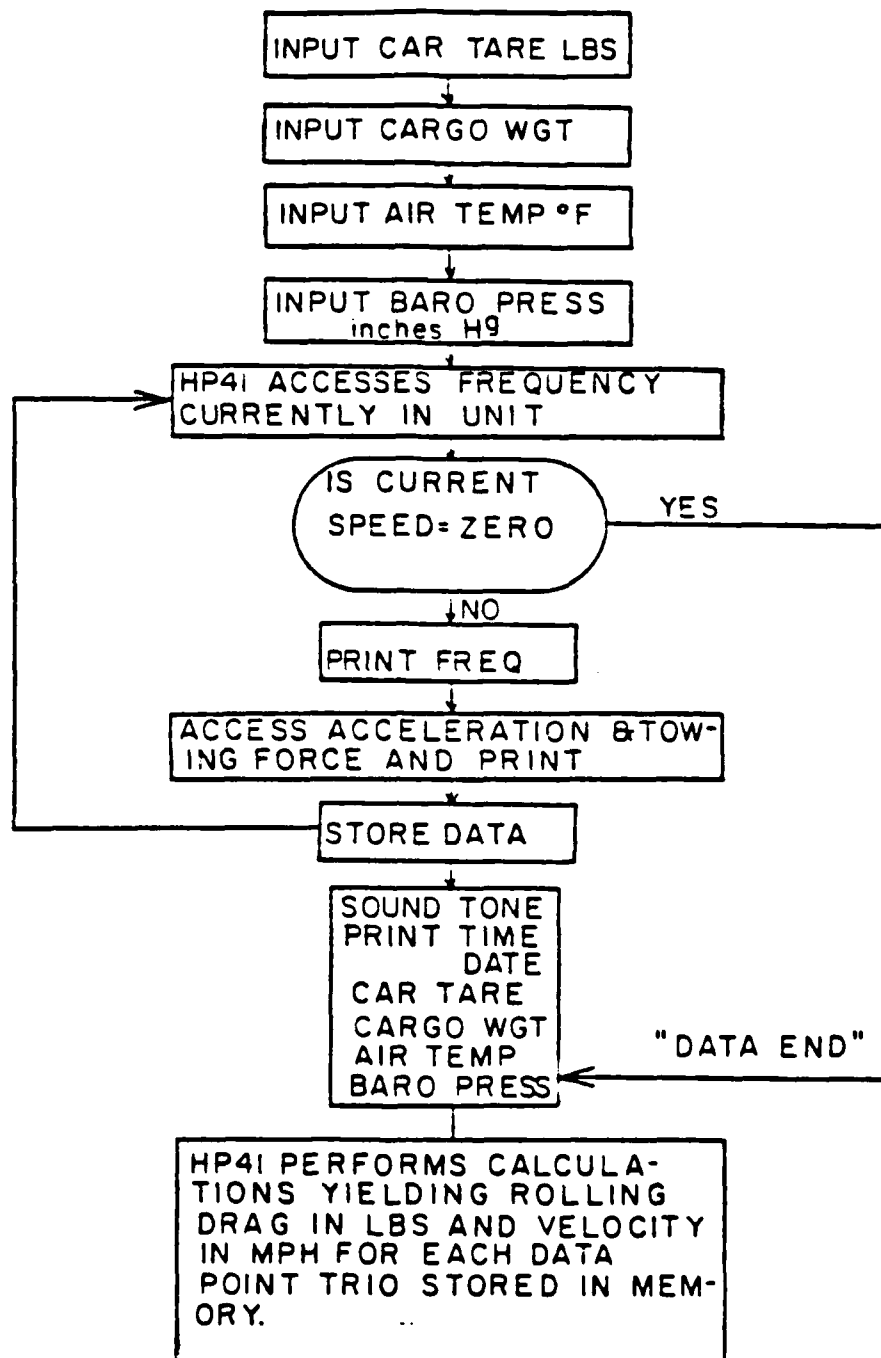 INPUT CAR TARE LBS
INPUT CARGO WGT
INPUT AIR TEMP °F
INPUT BARO PRESS
inches Hg
HP41 ACCESSES FREQUENCY
CURRENTLY IN UNIT
IS CURRENT
SPEED= ZERO
YES
NO
PRINT FREQ
ACCESS ACCELERATION & TOW-
ING FORCE AND PRINT
STORE DATA
SOUND TONE
PRINT TIME
DATE
CAR TARE
CARGO WGT
AIR TEMP
BARO PRESS
"DATA END"
HP41 PERFORMS CALCULA-
TIONS YIELDING ROLLING
DRAG IN LBS AND VELOCITY
IN MPH FOR EACH DATA
POINT TRIO STORED IN MEM-
ORY.